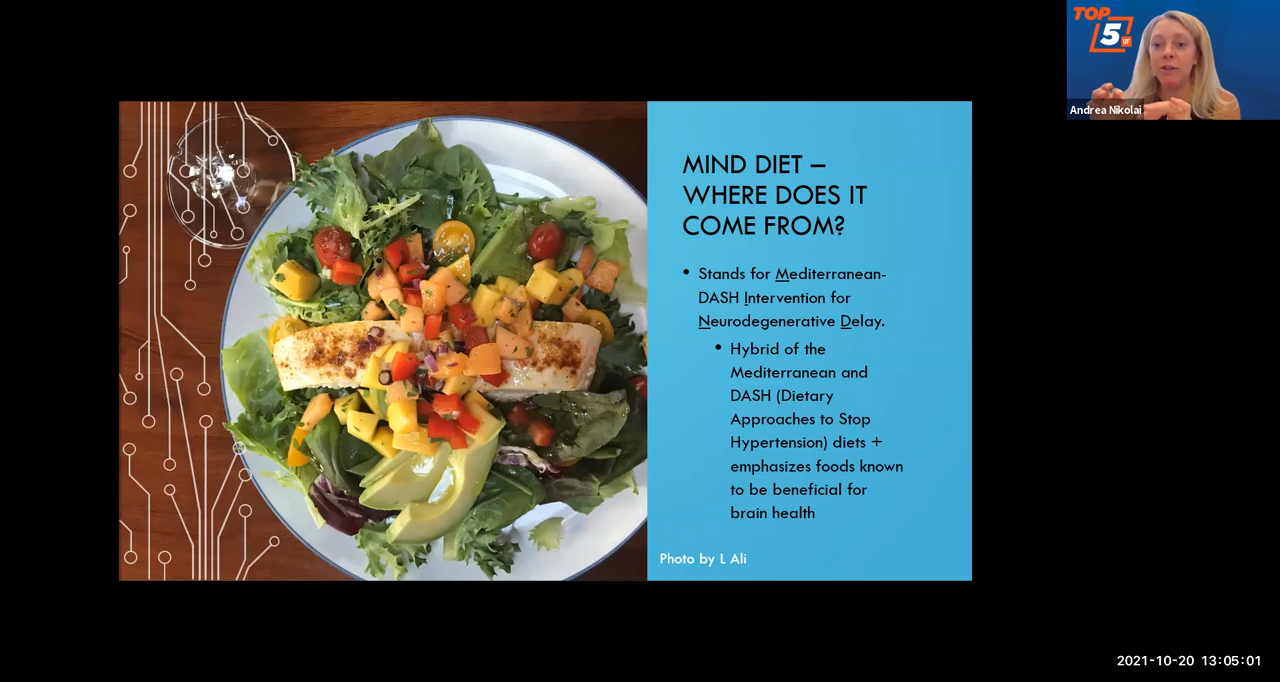 TOP
5
UF
Andrea Nikolai
MIND DIET –
WHERE DOES IT
COME FROM?
• Stands for Mediterranean-
DASH Intervention for
Neurodegenerative Delay.
• Hybrid of the
Mediterranean and
DASH (Dietary
Approaches to Stop
Hypertension) diets +
emphasizes foods known
to be beneficial for
brain health
Photo by L Ali
2021-10-20 13:05:01